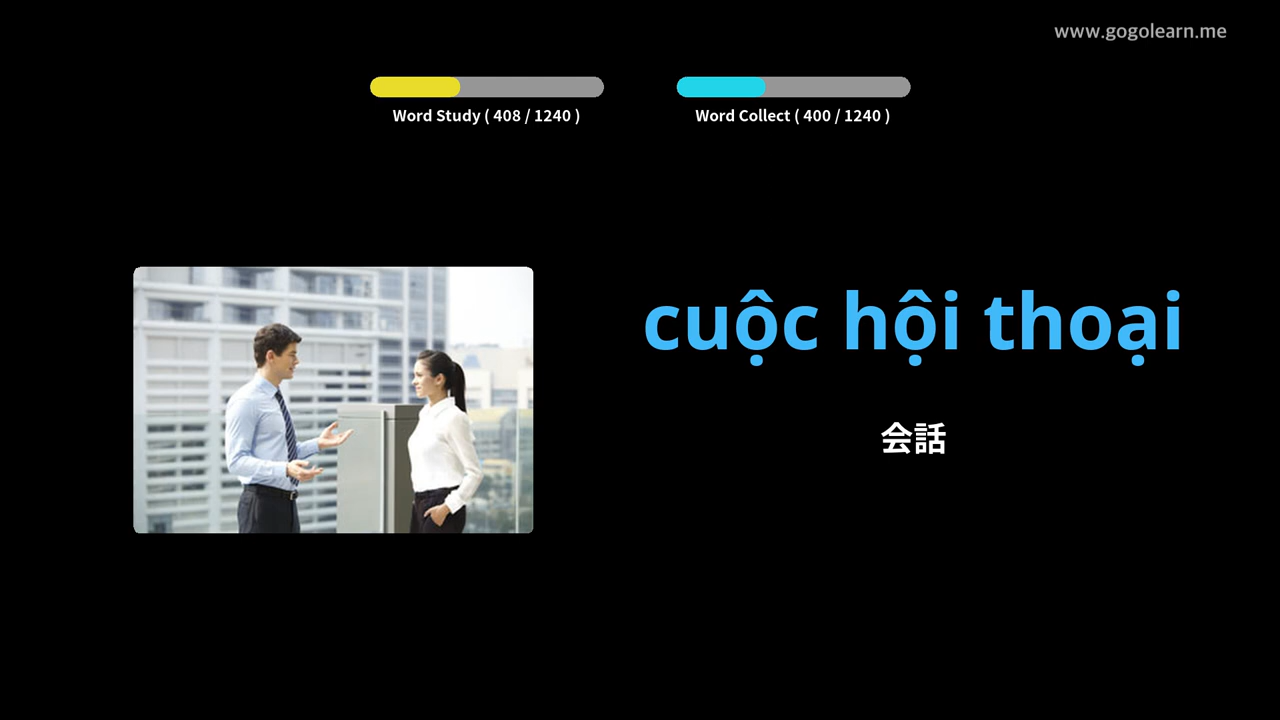 www.gogolearn.me
Word Study ( 408 / 1240 )
Word Collect ( 400 / 1240 )
cuộc hội thoại
会話